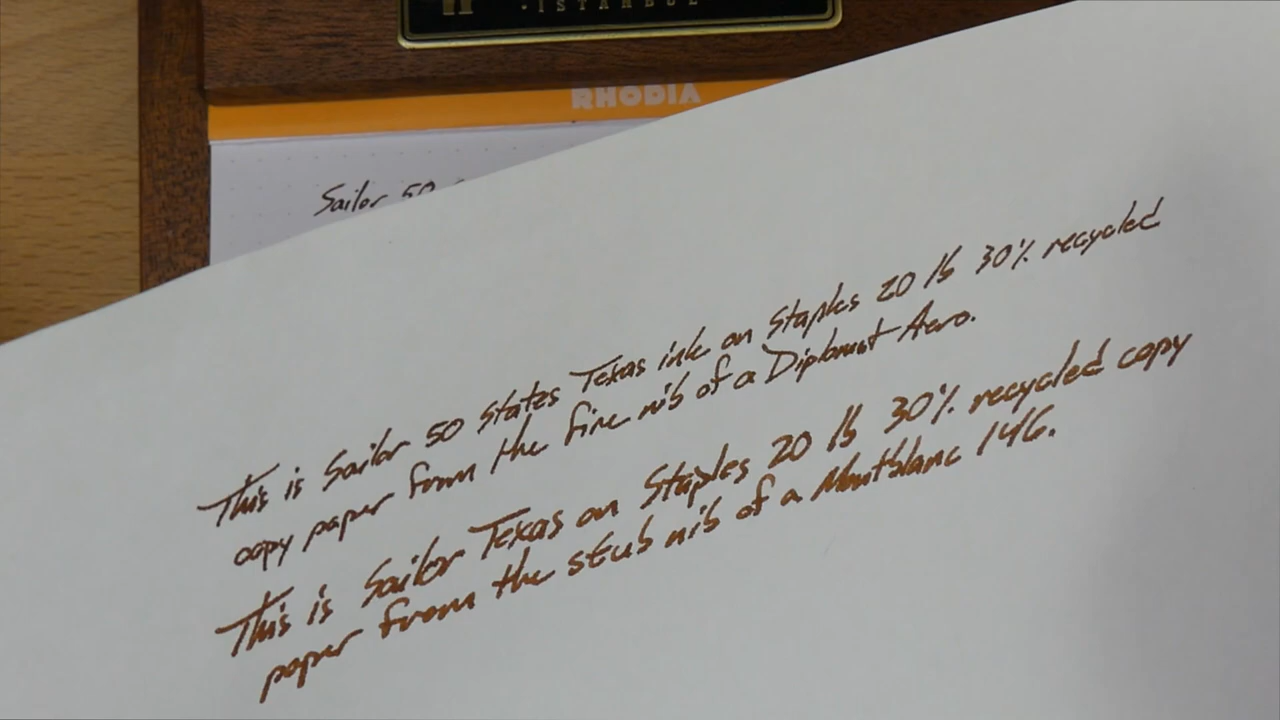 · ISTANBUL
RHODIA
Sailor 50
This is Sailor 50 States Texas ink on Staples 20 lb 30% recycled
copy paper from the fine nib of a Diplomat Aero.
This is Sailor Texas on Staples 20 lb 30% recycled copy
paper from the stub nib of a Montblanc 146.